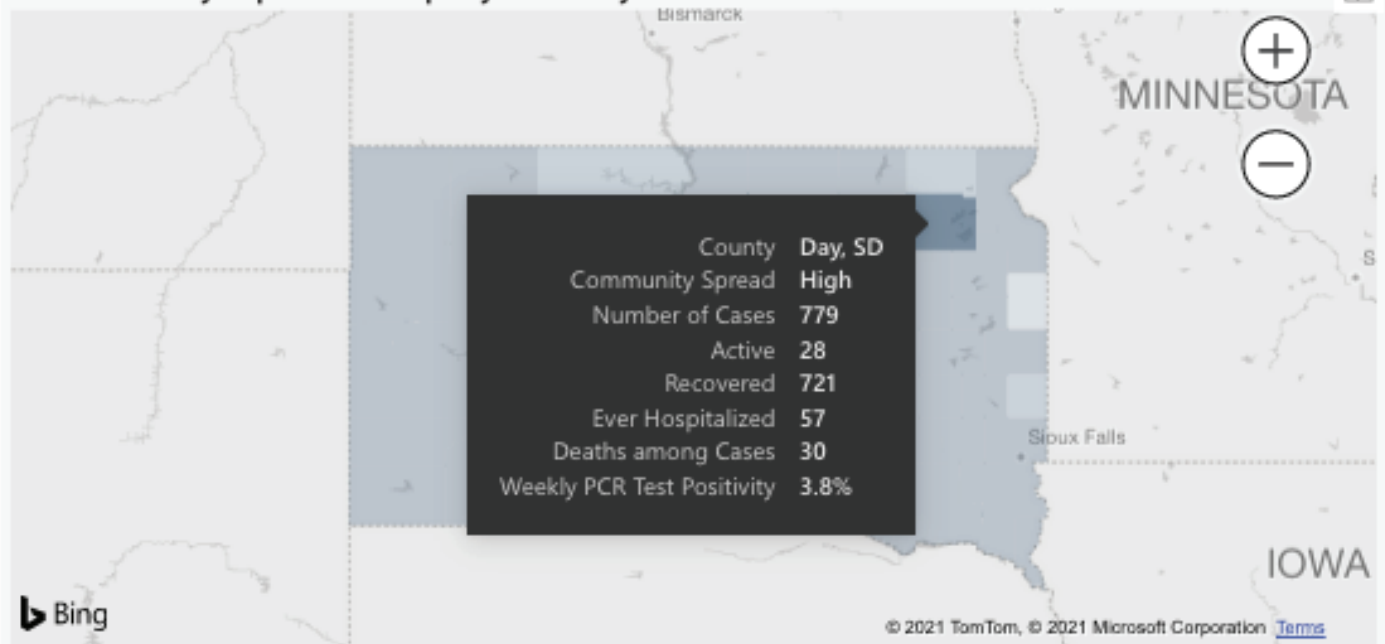 Bismarck
MINNESOTA
County Day, SD
Community Spread High
Number of Cases 779
Active 28
Recovered 721
Ever Hospitalized 57
Deaths among Cases 30
Weekly PCR Test Positivity 3.8%
Sioux Falls
IOWA
Bing
© 2021 TomTom, © 2021 Microsoft Corporation Terms